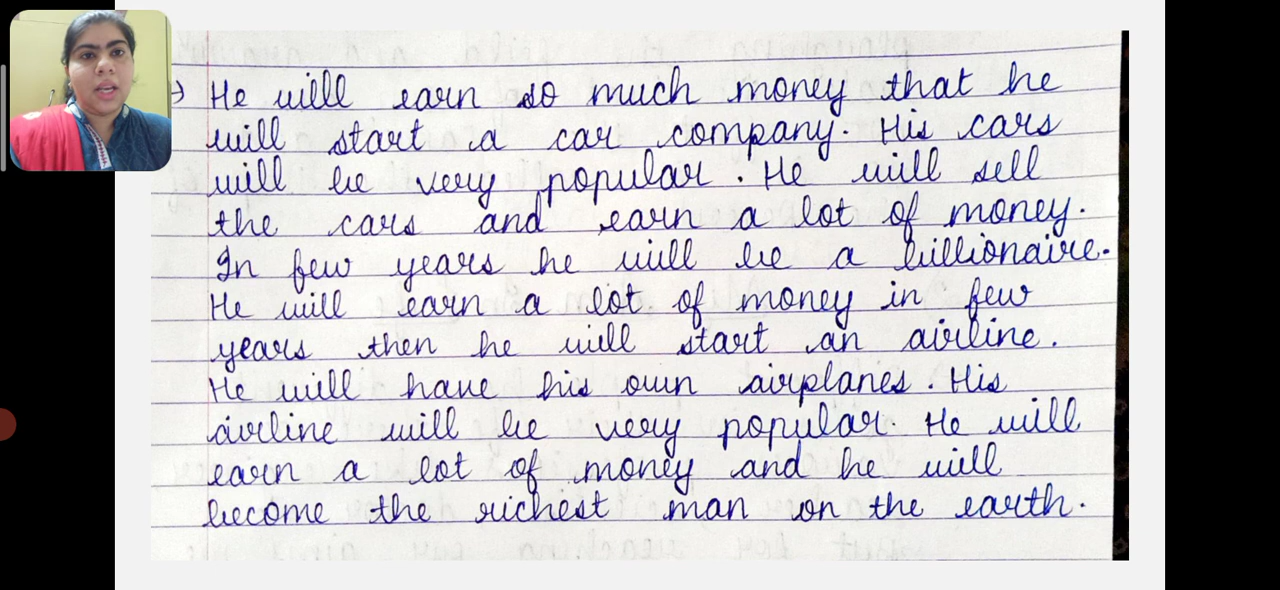 → He will earn so much money that he
will start a car company. His cars
will be very popular. He will sell
the cars and earn a lot of money.
In few years he will be a billionaire.
He will earn a lot of money in few
years then he will start an airline.
He will have his own airplanes. His
airline will be very popular. He will
earn a lot of money and he will
become the richest man on the earth.